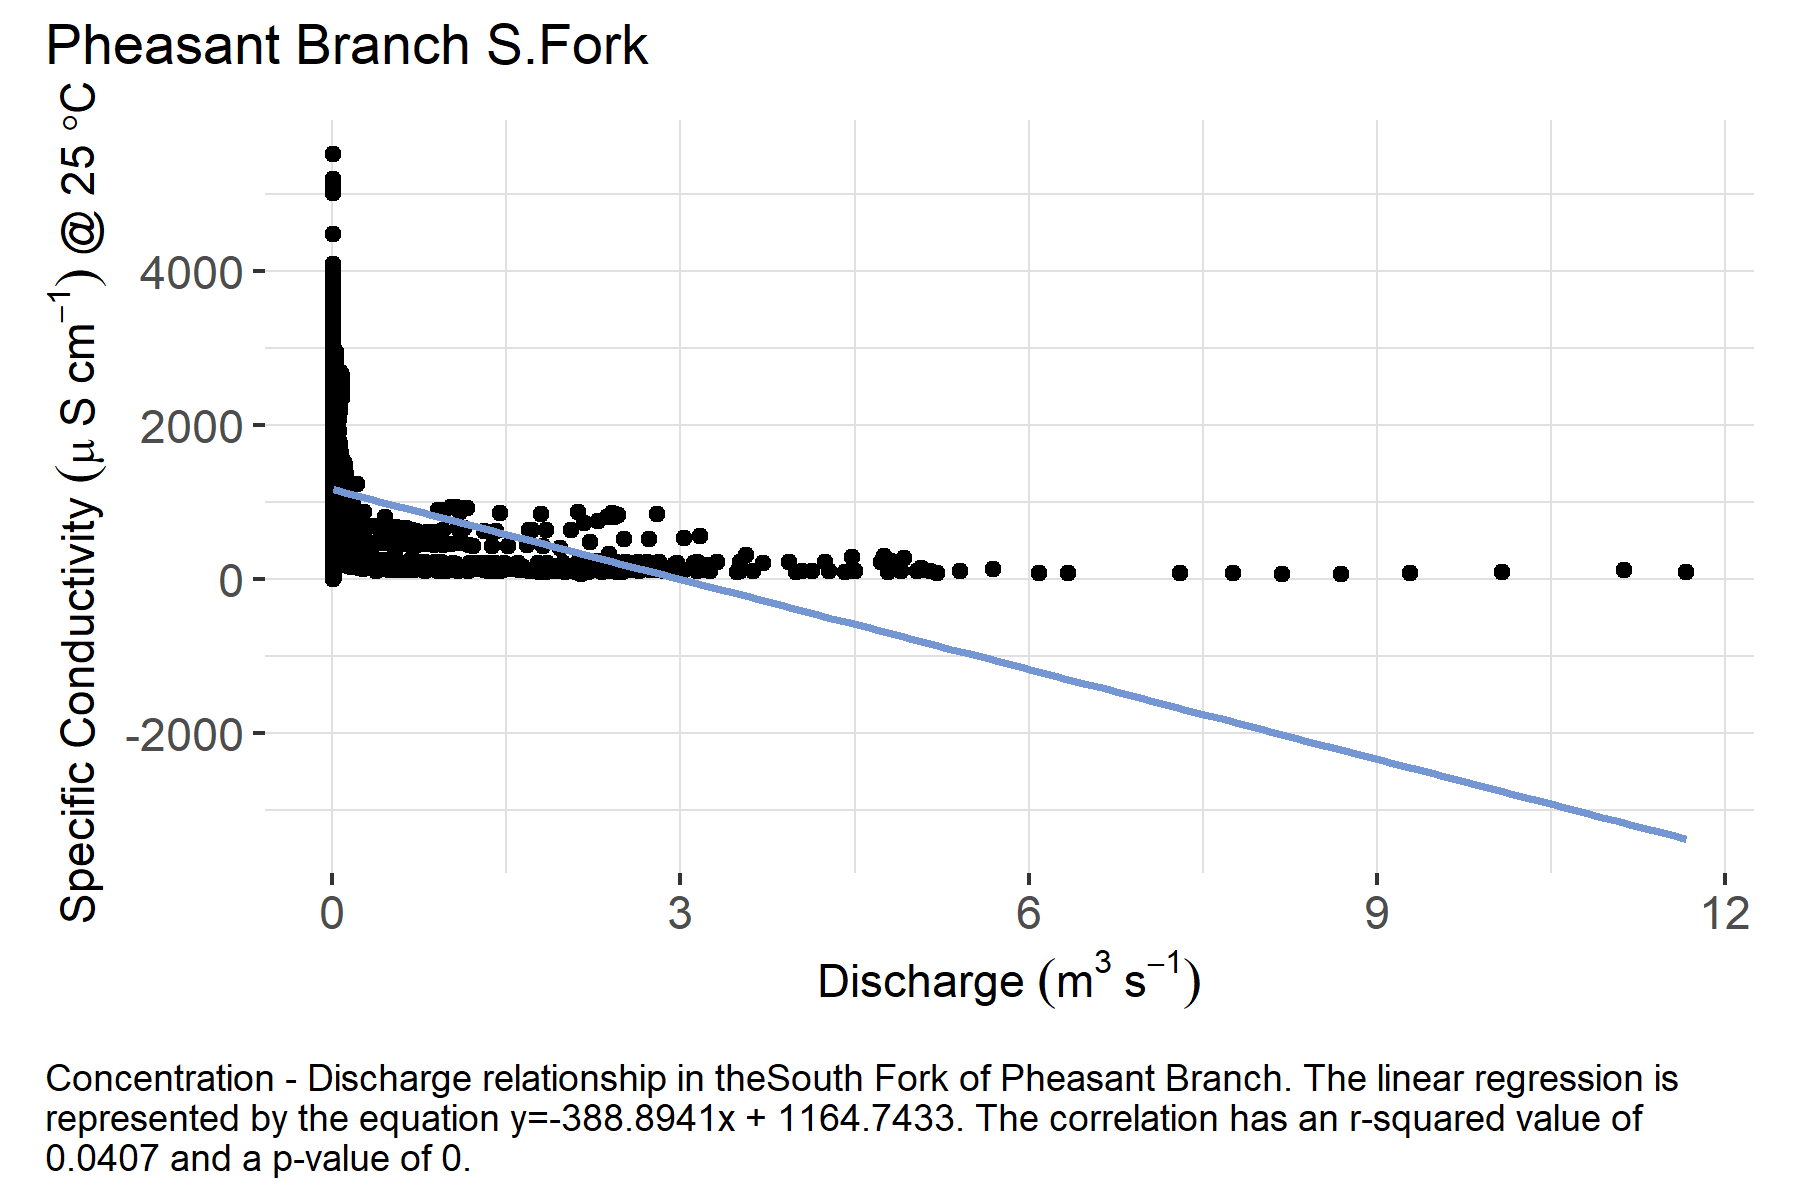 Pheasant Branch S.Fork
Specific Conductivity (μ S cm⁻¹) @ 25 °C
4000
2000
0
-2000
0 3 6 9 12
Discharge (m³ s⁻¹)
Concentration - Discharge relationship in theSouth Fork of Pheasant Branch. The linear regression is
represented by the equation y=-388.8941x + 1164.7433. The correlation has an r-squared value of
0.0407 and a p-value of 0.